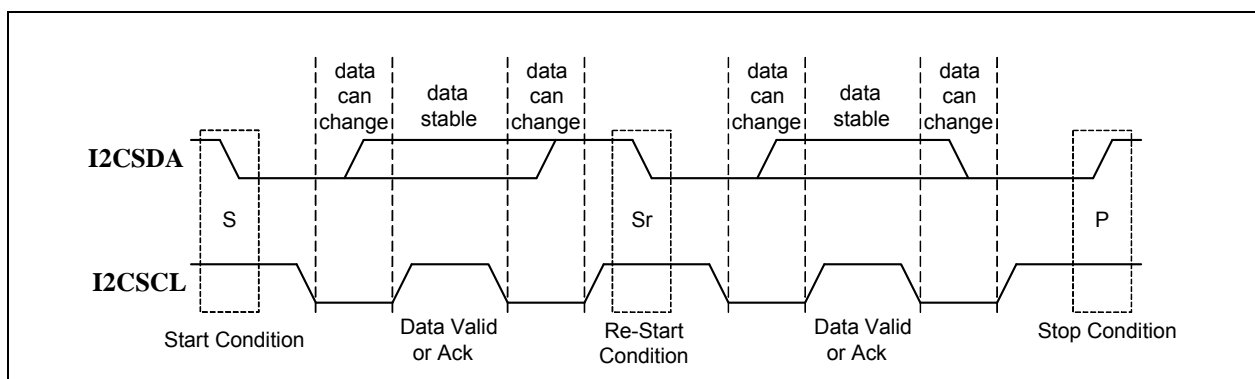 data
can
change
data
stable
data
can
change
data
can
change
data
stable
data
can
change
I2CSDA
S
Sr
P
I2CSCL
Start Condition
Data Valid
or Ack
Re-Start
Condition
Data Valid
or Ack
Stop Condition